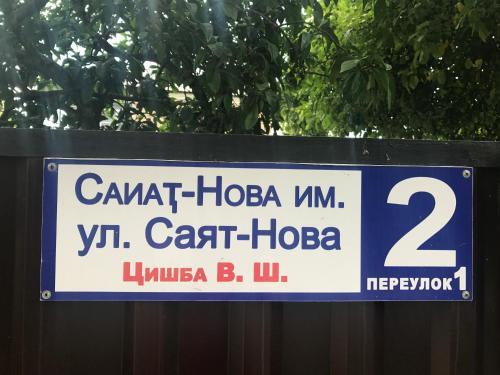 Саиаҭ-Нова им.
ул. Саят-Нова
Цишба В. Ш.
2
ПЕРЕУЛОК 1